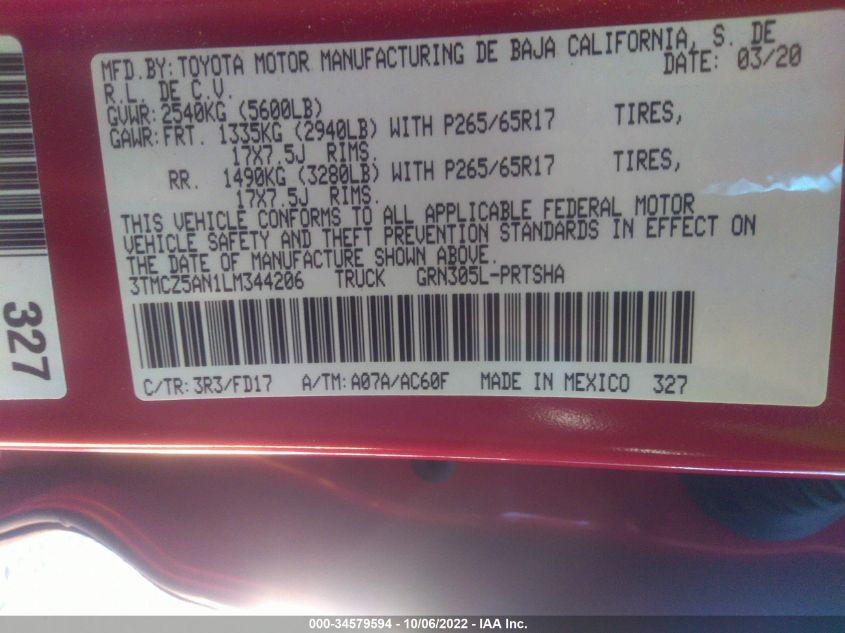 MFD.BY:TOYOTA MOTOR MANUFACTURING DE BAJA CALIFORNIA, S. DE
R.L. DE C.V. DATE: 03/20
GVWR:2540KG (5600LB)
GAWR:FRT. 1335KG (2940LB) WITH P265/65R17 TIRES,
17X7.5J RIMS.
RR. 1490KG (3280LB) WITH P265/65R17 TIRES,
17X7.5J RIMS.
THIS VEHICLE CONFORMS TO ALL APPLICABLE FEDERAL MOTOR
VEHICLE SAFETY AND THEFT PREVENTION STANDARDS IN EFFECT ON
THE DATE OF MANUFACTURE SHOWN ABOVE.
3TMCZ5AN1LM344206 TRUCK GRN305L-PRTSHA
C/TR:3R3/FD17 A/TM:A07A/AC60F MADE IN MEXICO 327
327
000-34579594 - 10/06/2022 - IAA Inc.